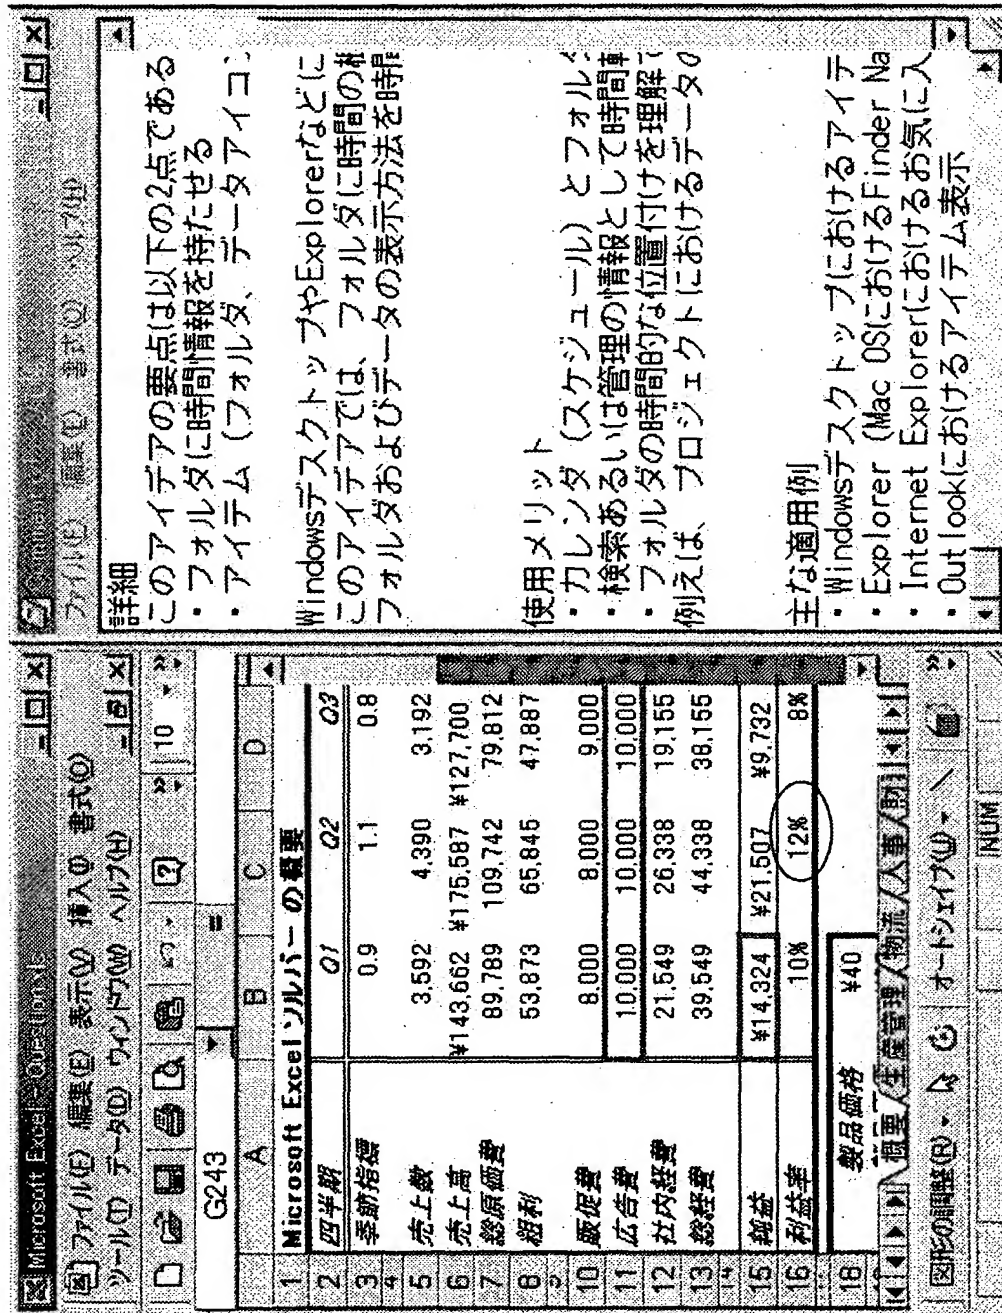 Microsoft Excel - Quelipns1
ファイル(F) 編集(E) 表示(V) 挿入(I) 書式(O)
ツール(T) データ(D) ウィンドウ(W) ヘルプ(H)
10
G243 =
A B C D
1 Microsoft Excel ソルバー の概要
2 四半期 Q1 Q2 Q3
3 季節指標 0.9 1.1 0.8
4
5 売上数 3,592 4,390 3,192
6 売上高 ¥143,662 ¥175,587 ¥127,700
7 総原価費 89,789 109,742 79,812
8 粗利 53,873 65,845 47,887
10 販促費 8,000 8,000 9,000
11 広告費 10,000 10,000 10,000
12 社内経費 21,549 26,338 19,155
13 総経費 39,549 44,338 38,155
14
15 純益 ¥14,324 ¥21,507 ¥9,732
16 利益率 10% 12% 8%
18 製品価格 ¥40
概要 生産管理 物流 人事 財
図形の調整(R) オートシェイプ(U)
NUM
ファイル(F) 編集(E) 書式(O) ヘルプ(H)
詳細
このアイデアの要点は以下の2点である
・フォルダに時間情報を持たせる
・アイテム (フォルダ、データアイコン
WindowsデスクトップやExplorerなどに
このアイデアでは、フォルダに時間の
フォルダおよびデータの表示方法を時間
使用メリット
・カレンダ (スケジュール) とフォルダ
・検索あるいは管理の情報として時間軸
・フォルダの時間的な位置付けを理解
例えば、プロジェクトにおけるデータの
主な適用例
・Windowsデスクトップにおけるアイテ
・Explorer (Mac OSにおけるFinder Na
・Internet Explorerにおけるお気に入
・Outlookにおけるアイテム表示